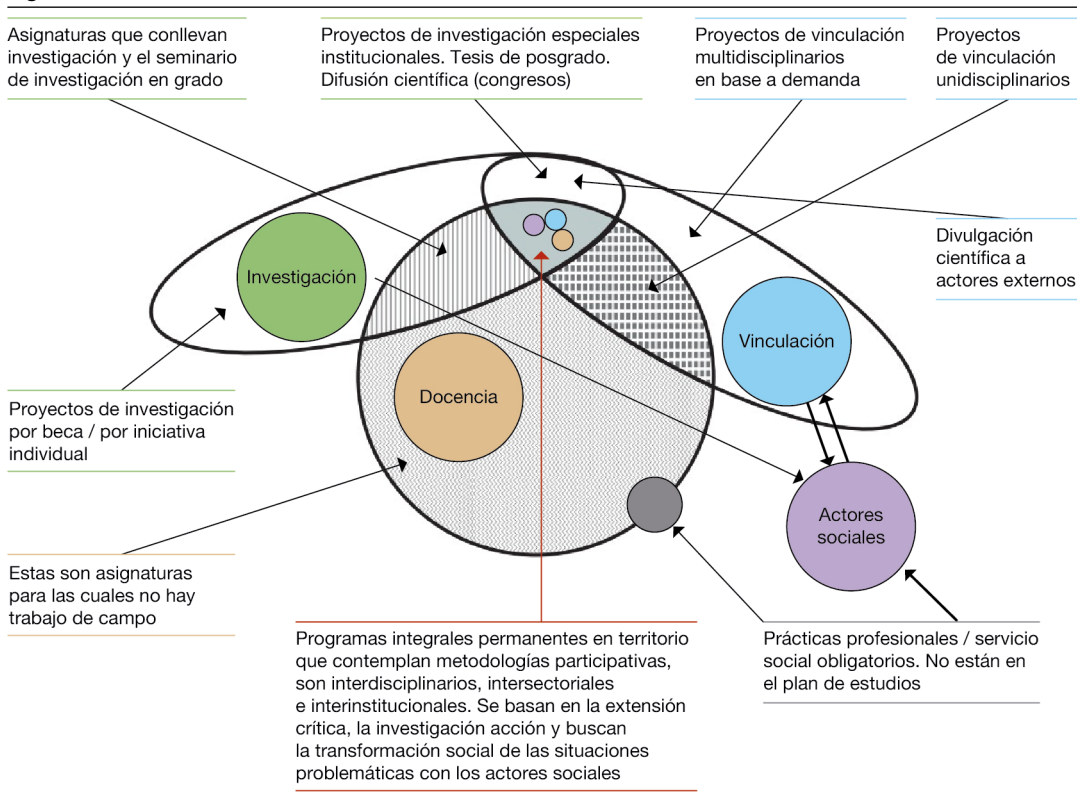 Asignaturas que conllevan
investigación y el seminario
de investigación en grado
Proyectos de investigación especiales
institucionales. Tesis de posgrado.
Difusión científica (congresos)
Proyectos de vinculación
multidisciplinarios
en base a demanda
Proyectos
de vinculación
unidisciplinarios
Divulgación
científica a
actores externos
Investigación
Vinculación
Docencia
Proyectos de investigación
por beca / por iniciativa
individual
Actores
sociales
Estas son asignaturas
para las cuales no hay
trabajo de campo
Programas integrales permanentes en territorio
que contemplan metodologías participativas,
son interdisciplinarios, intersectoriales
e interinstitucionales. Se basan en la extensión
crítica, la investigación acción y buscan
la transformación social de las situaciones
problemáticas con los actores sociales
Prácticas profesionales / servicio
social obligatorios. No están en
el plan de estudios